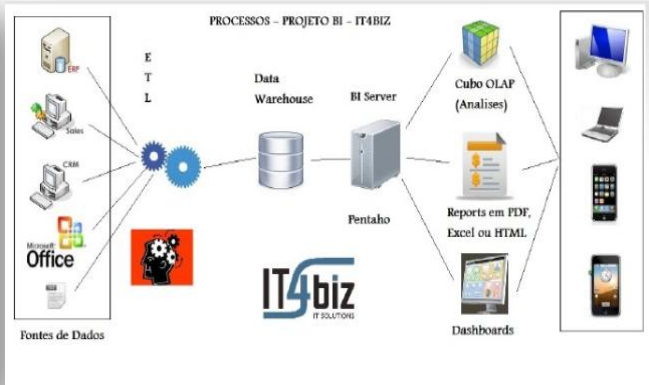 PROCESSOS – PROJETO BI – IT4BIZ
ERP
Sales
CRM
Microsoft
Office
Fontes de Dados
E
T
L
Data
Warehouse
BI Server
Pentaho
Cubo OLAP
(Analises)
Reports em PDF,
Excel ou HTML
Dashboards
IT4biz
IT SOLUTIONS